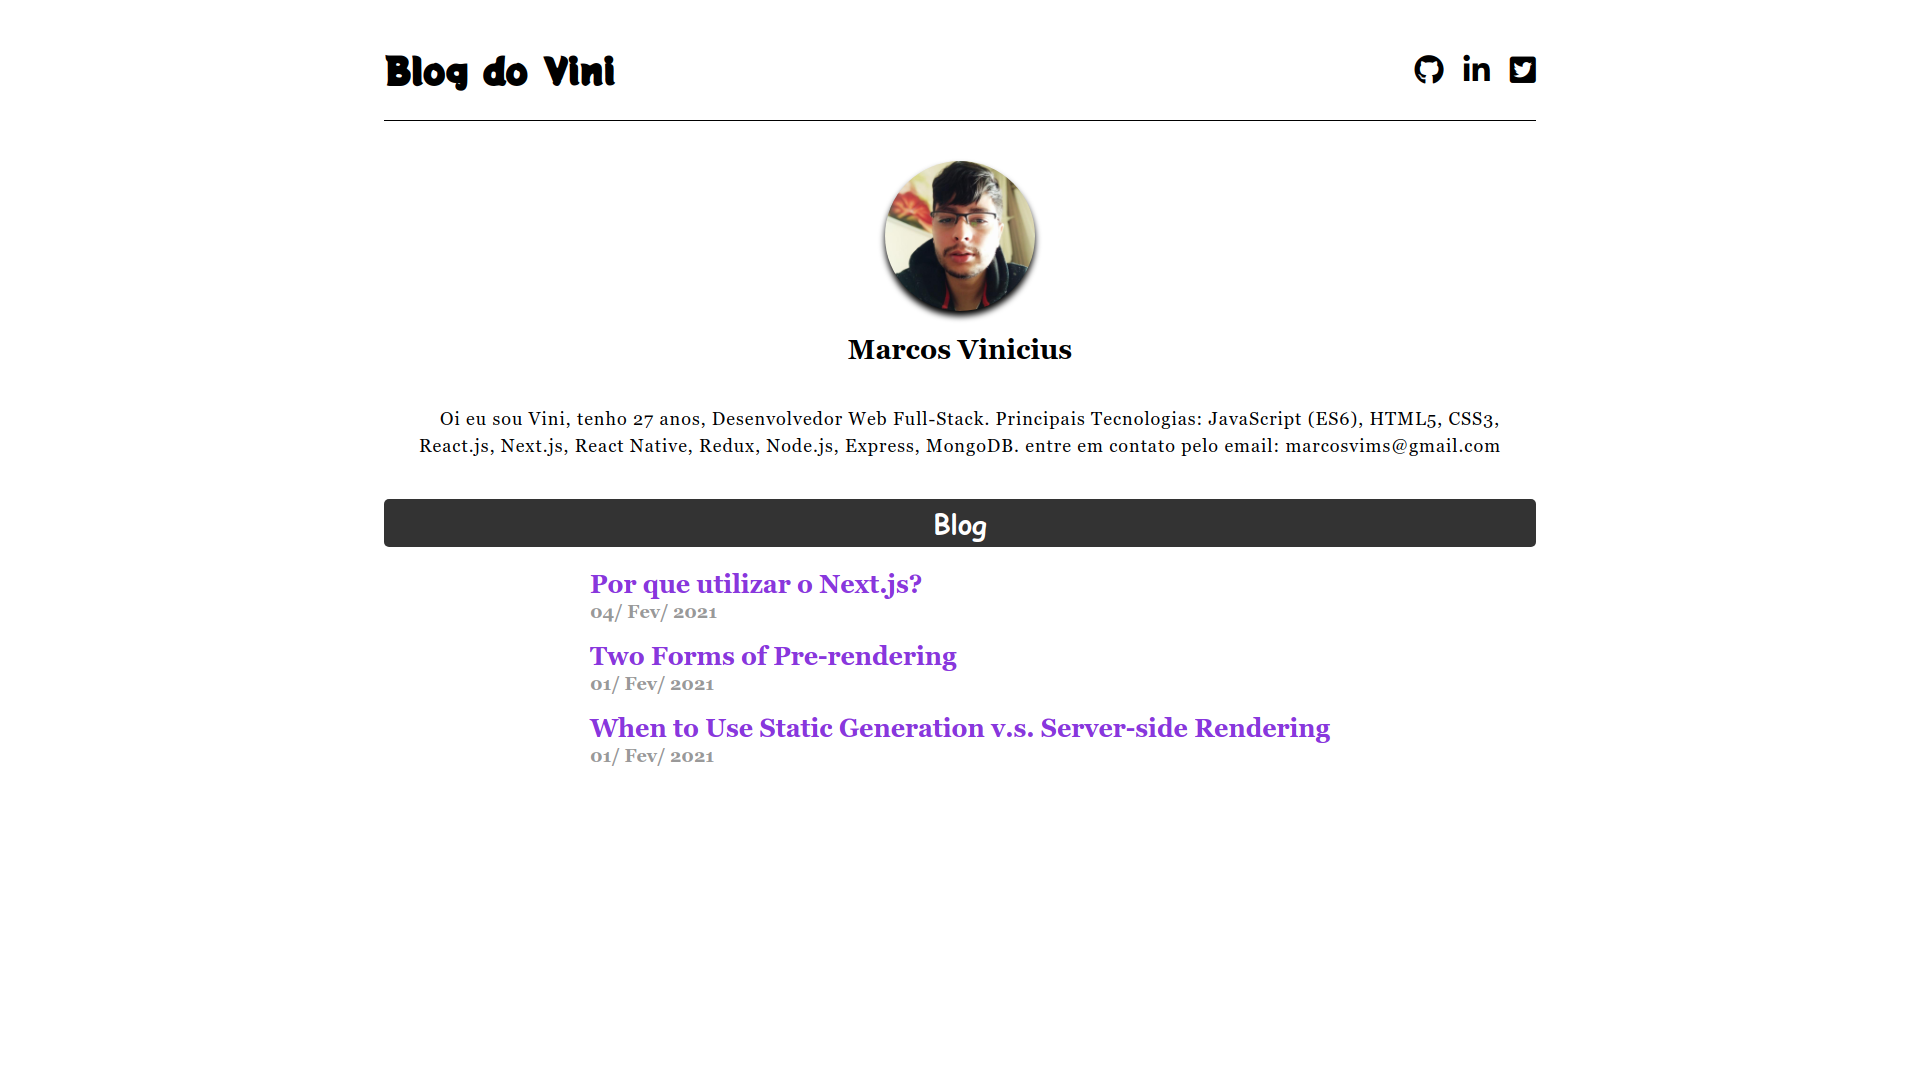 Blog do Vini
Marcos Vinicius
Oi eu sou Vini, tenho 27 anos, Desenvolvedor Web Full-Stack. Principais Tecnologias: JavaScript (ES6), HTML5, CSS3,
React.js, Next.js, React Native, Redux, Node.js, Express, MongoDB. entre em contato pelo email: marcosvims@gmail.com
Blog
Por que utilizar o Next.js?
04/ Fev/ 2021
Two Forms of Pre-rendering
01/ Fev/ 2021
When to Use Static Generation v.s. Server-side Rendering
01/ Fev/ 2021